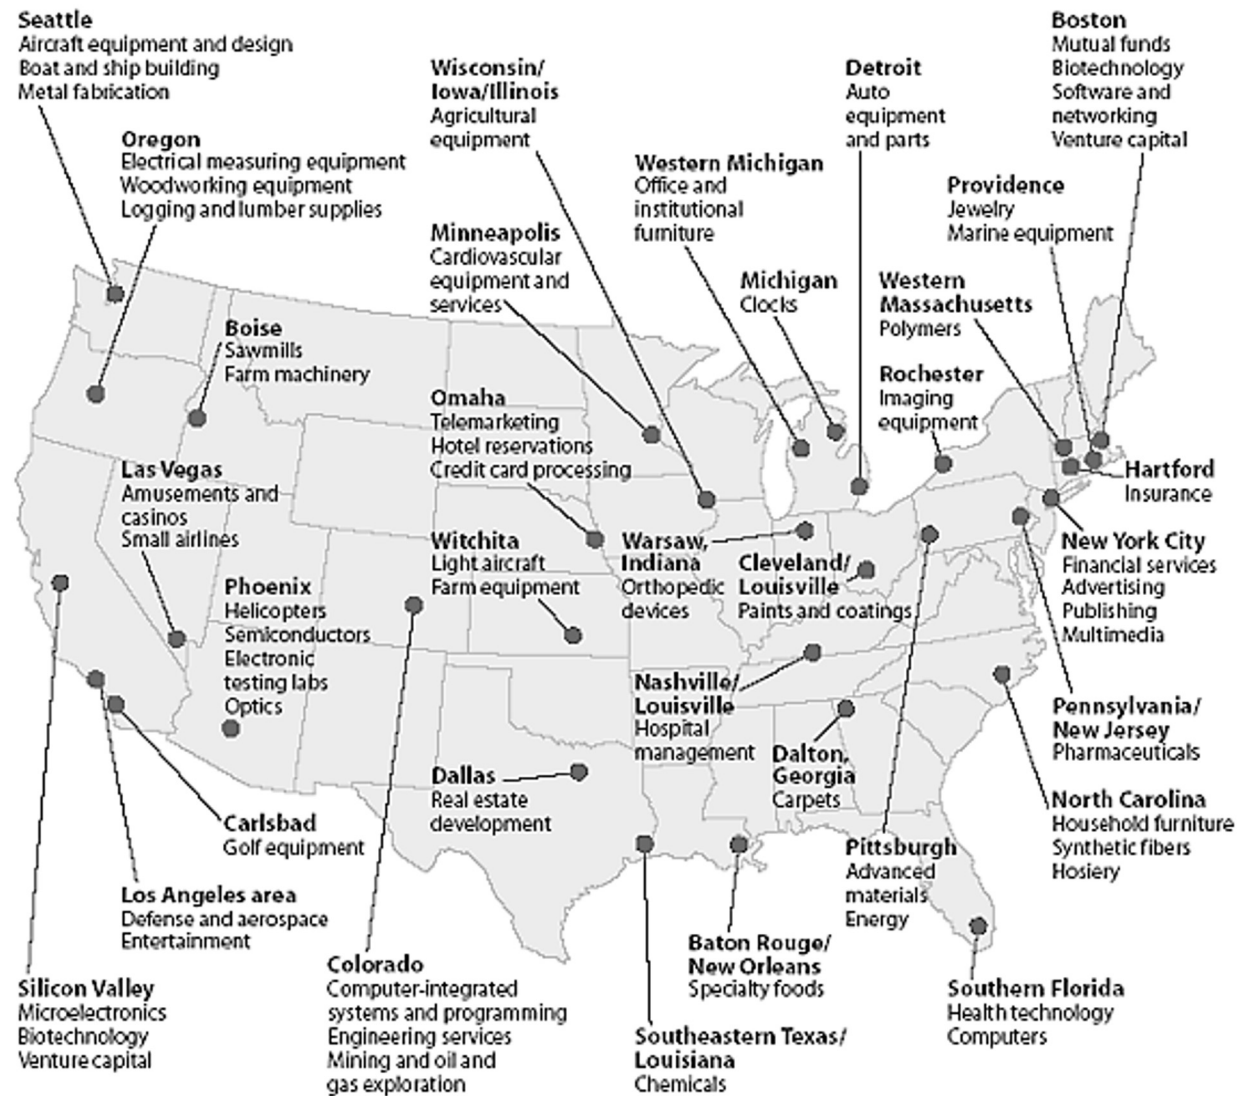 Seattle
Aircraft equipment and design
Boat and ship building
Metal fabrication
Oregon
Electrical measuring equipment
Woodworking equipment
Logging and lumber supplies
Wisconsin/
Iowa/Illinois
Agricultural
equipment
Minneapolis
Cardiovascular
equipment and
services
Western Michigan
Office and
institutional
furniture
Michigan
Clocks
Detroit
Auto
equipment
and parts
Boston
Mutual funds
Biotechnology
Software and
networking
Venture capital
Providence
Jewelry
Marine equipment
Western
Massachusetts
Polymers
Rochester
Imaging
equipment
Hartford
Insurance
Boise
Sawmills
Farm machinery
Omaha
Telemarketing
Hotel reservations
Credit card processing
Las Vegas
Amusements and
casinos
Small airlines
Witchita
Light aircraft
Farm equipment
Warsaw,
Indiana
Orthopedic
devices
Cleveland/
Louisville
Paints and coatings
New York City
Financial services
Advertising
Publishing
Multimedia
Phoenix
Helicopters
Semiconductors
Electronic
testing labs
Optics
Nashville/
Louisville
Hospital
management
Dalton,
Georgia
Carpets
Pennsylvania/
New Jersey
Pharmaceuticals
Dallas
Real estate
development
North Carolina
Household furniture
Synthetic fibers
Hosiery
Carlsbad
Golf equipment
Pittsburgh
Advanced
materials
Energy
Los Angeles area
Defense and aerospace
Entertainment
Baton Rouge/
New Orleans
Specialty foods
Silicon Valley
Microelectronics
Biotechnology
Venture capital
Colorado
Computer-integrated
systems and programming
Engineering services
Mining and oil and
gas exploration
Southeastern Texas/
Louisiana
Chemicals
Southern Florida
Health technology
Computers